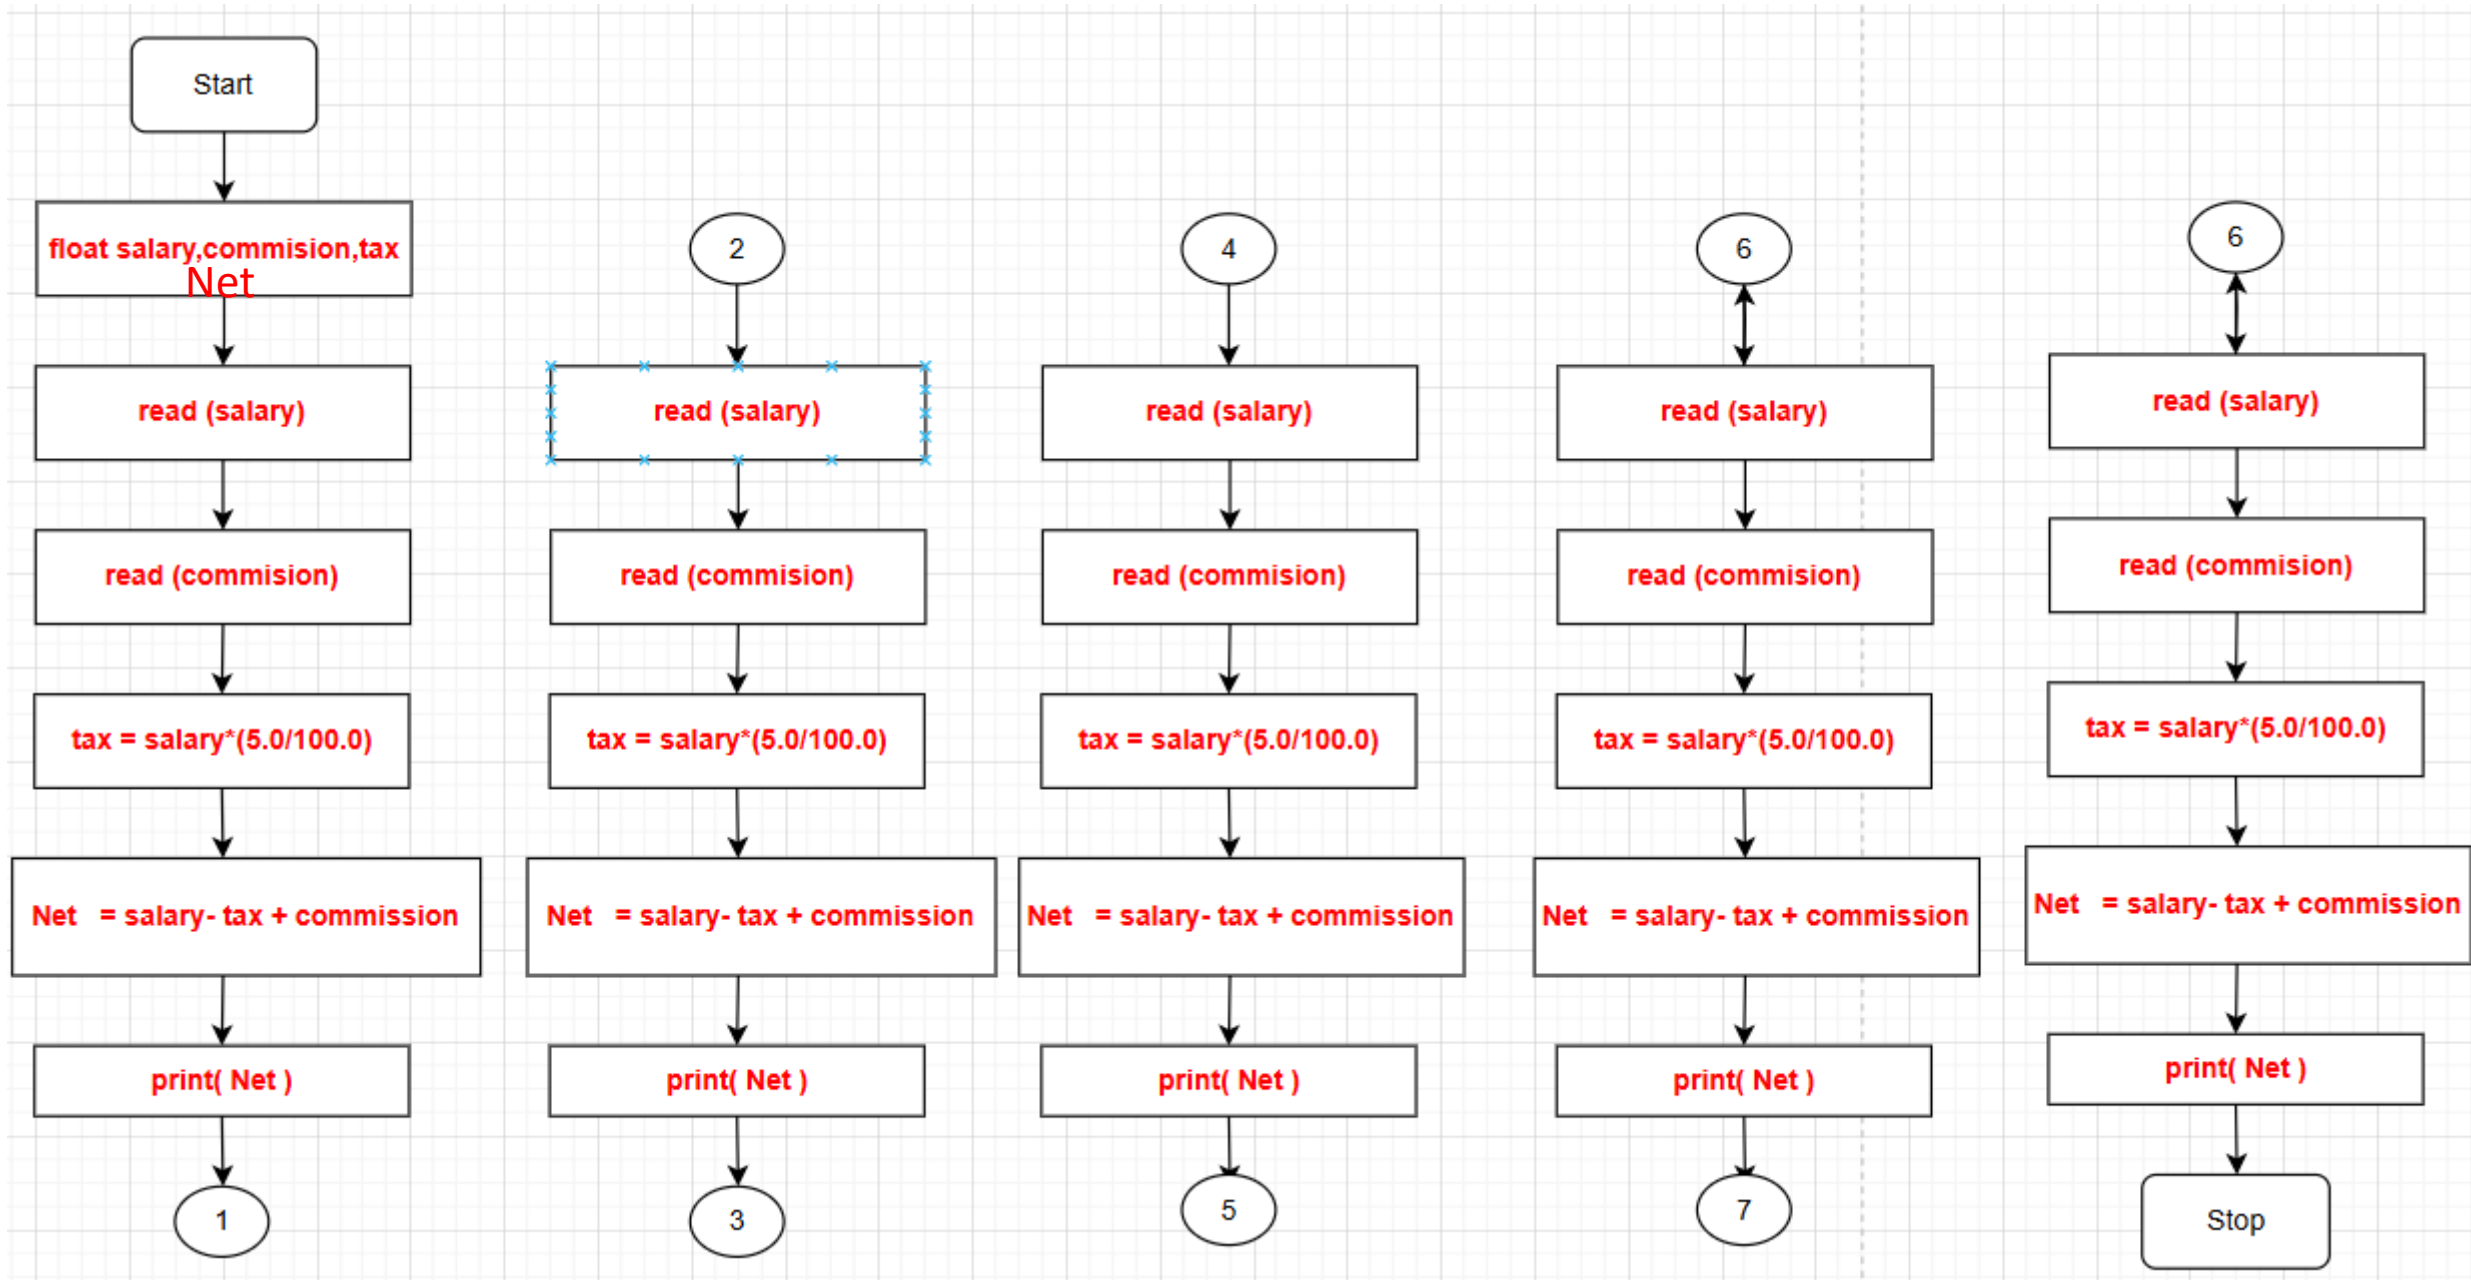 Start
float salary,commision,tax
Net
read (salary)
read (commision)
tax = salary*(5.0/100.0)
Net = salary- tax + commission
print( Net )
1
2
read (salary)
read (commision)
tax = salary*(5.0/100.0)
Net = salary- tax + commission
print( Net )
3
4
read (salary)
read (commision)
tax = salary*(5.0/100.0)
Net = salary- tax + commission
print( Net )
5
6
read (salary)
read (commision)
tax = salary*(5.0/100.0)
Net = salary- tax + commission
print( Net )
7
6
read (salary)
read (commision)
tax = salary*(5.0/100.0)
Net = salary- tax + commission
print( Net )
Stop